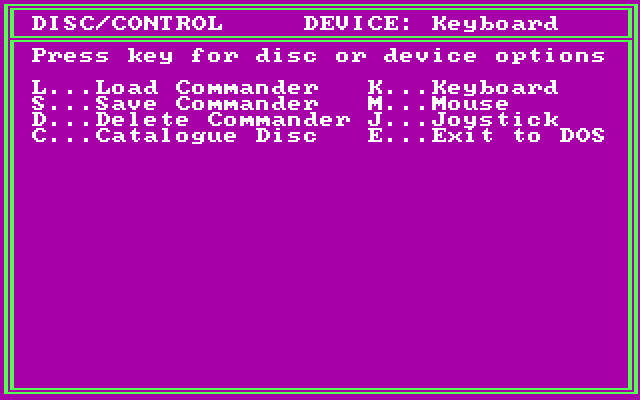 DISC/CONTROL DEVICE: Keyboard
Press key for disc or device options
L...Load Commander K...Keyboard
S...Save Commander M...Mouse
D...Delete Commander J...Joystick
C...Catalogue Disc E...Exit to DOS